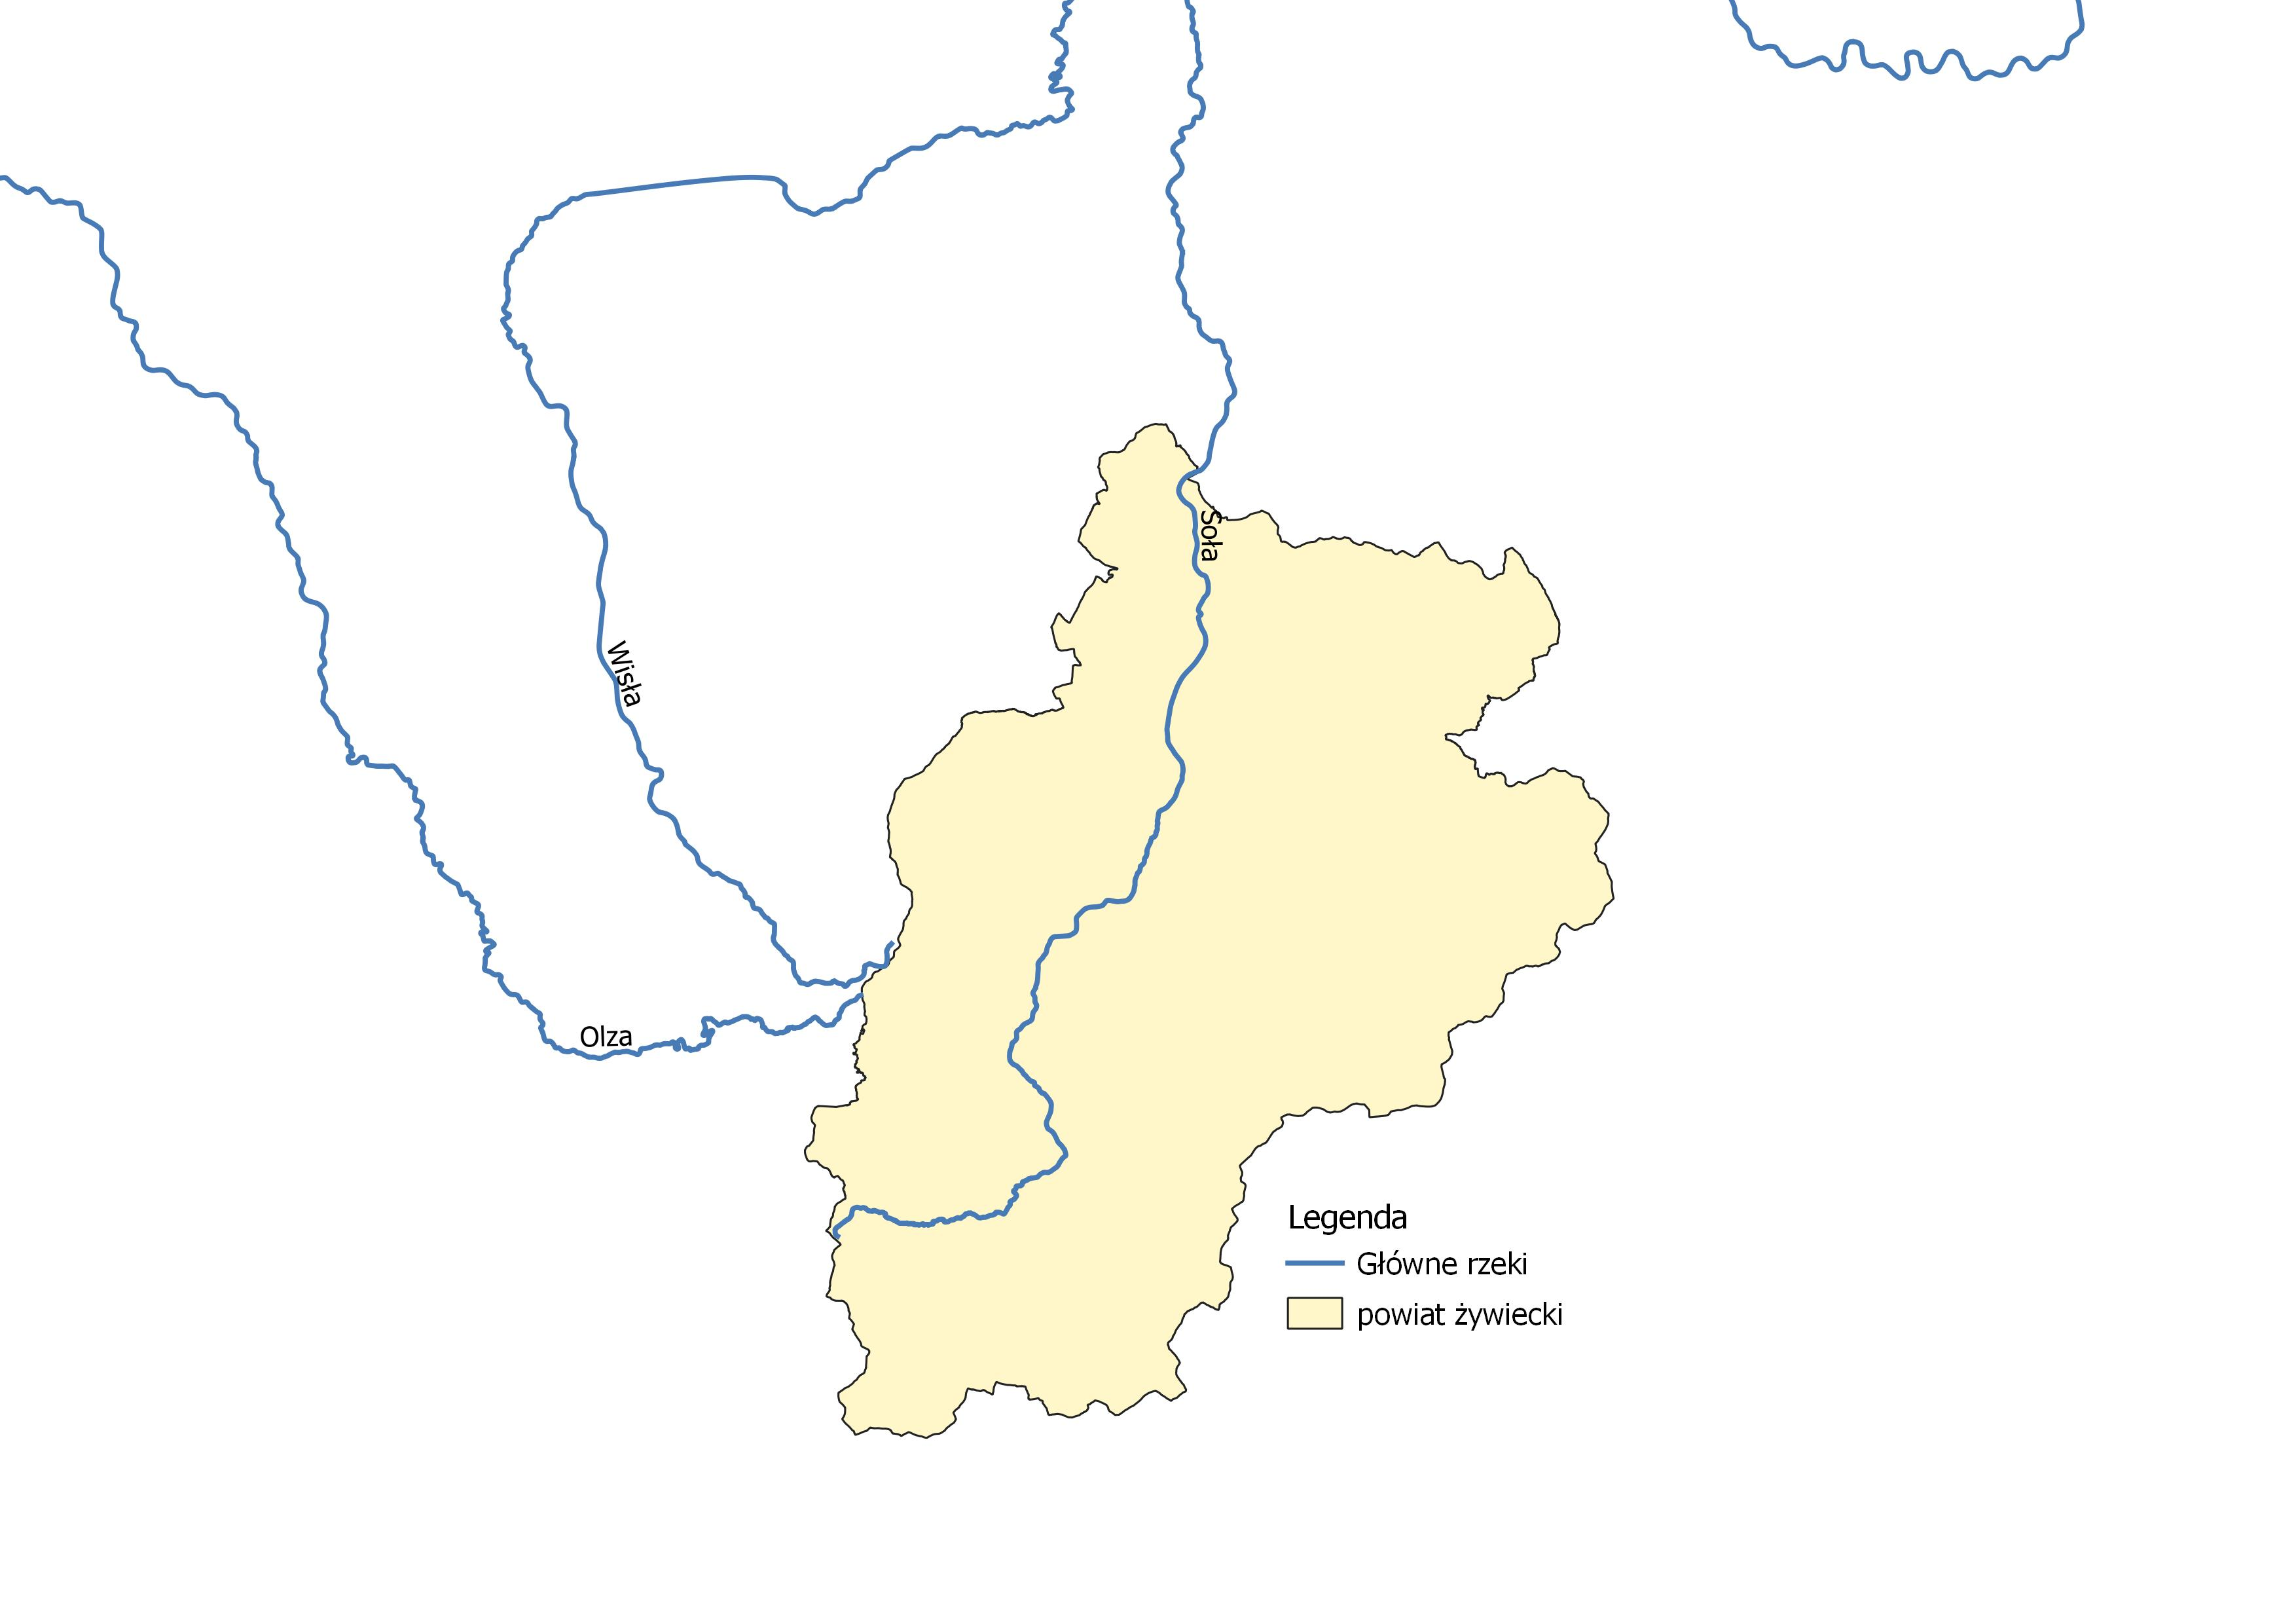 Soła
Wisła
Olza
Legenda
Główne rzeki
powiat żywiecki